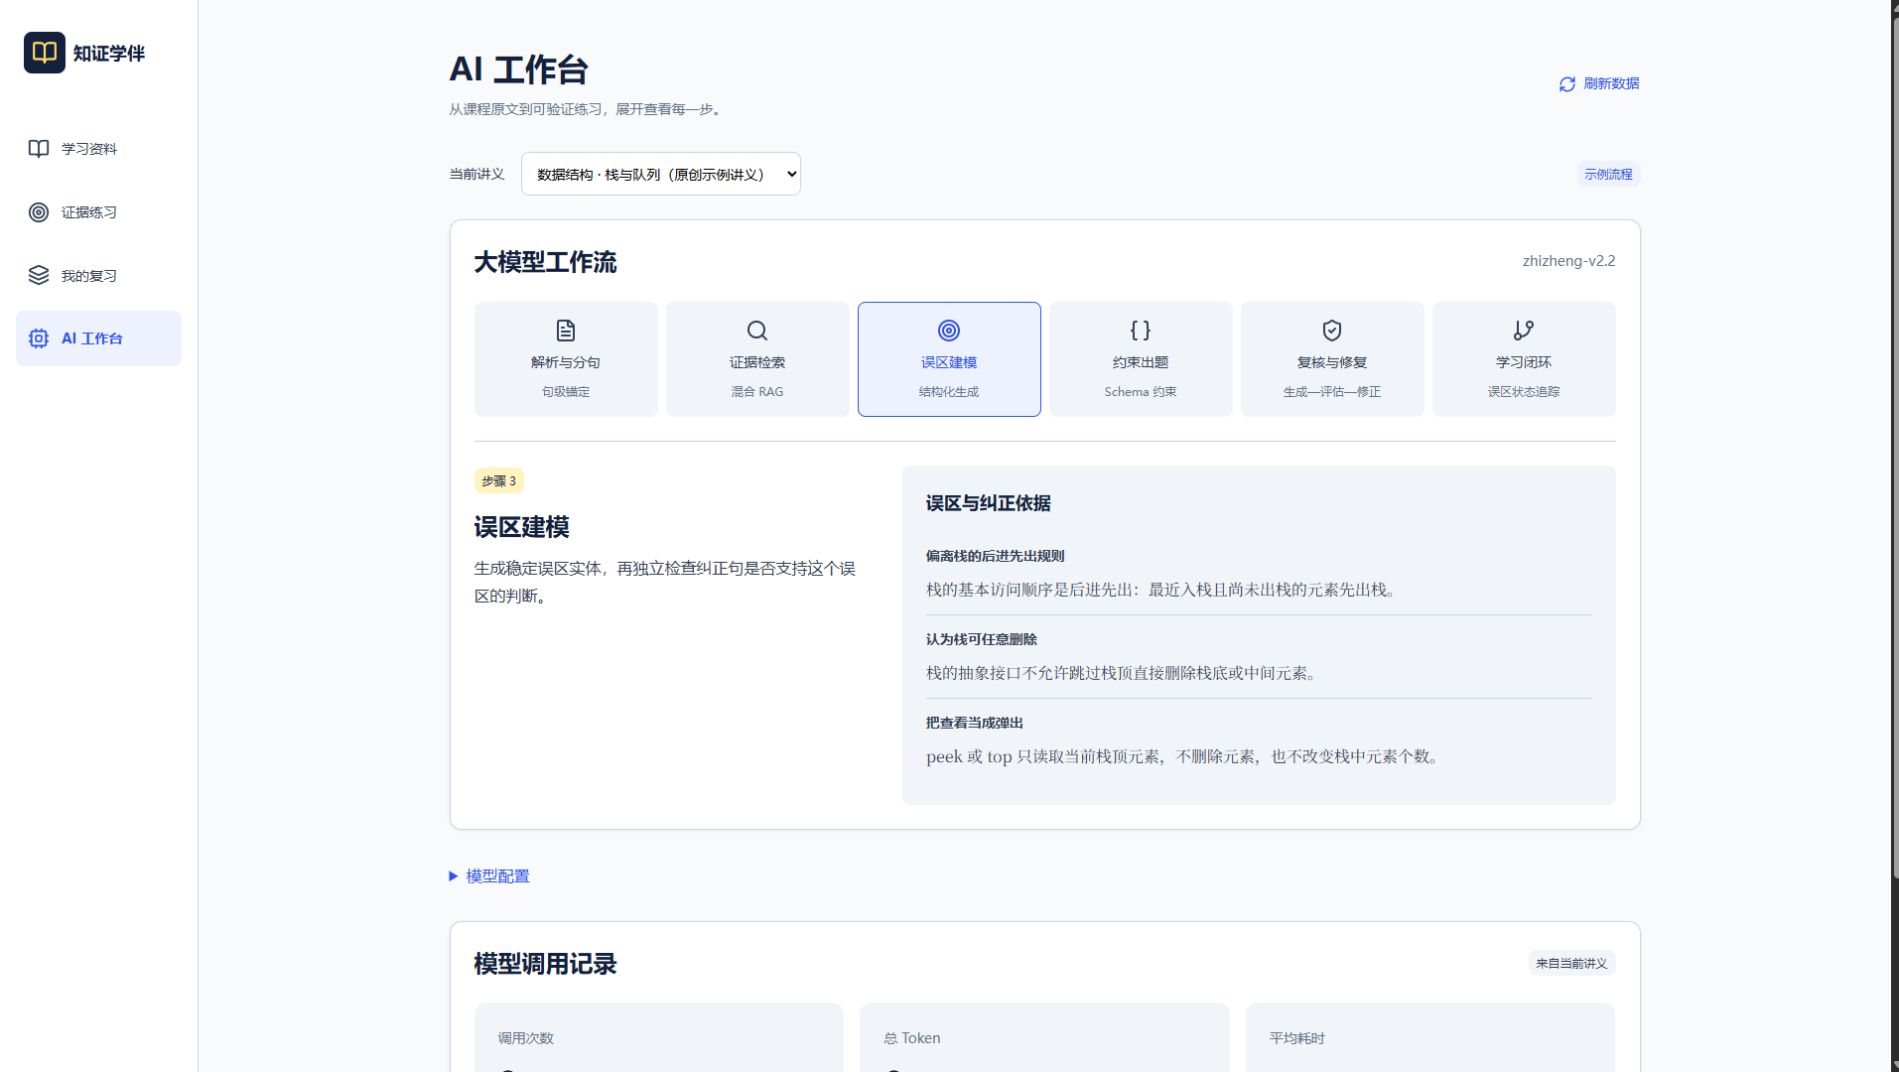 知证学伴
学习资料
证据练习
我的复习
AI 工作台
AI 工作台
从课程原文到可验证练习，展开查看每一步。
刷新数据
当前讲义
数据结构 · 栈与队列（原创示例讲义）
示例流程
大模型工作流
zhizheng-v2.2
解析与分句
句级锚定
证据检索
混合 RAG
误区建模
结构化生成
约束出题
Schema 约束
复核与修复
生成—评估—修正
学习闭环
误区状态追踪
步骤 3
误区建模
生成稳定误区实体，再独立检查纠正句是否支持这个误
区的判断。
误区与纠正依据
偏离栈的后进先出规则
栈的基本访问顺序是后进先出：最近入栈且尚未出栈的元素先出栈。
认为栈可任意删除
栈的抽象接口不允许跳过栈顶直接删除栈底或中间元素。
把查看当成弹出
peek 或 top 只读取当前栈顶元素，不删除元素，也不改变栈中元素个数。
模型配置
模型调用记录
来自当前讲义
调用次数
总 Token
平均耗时